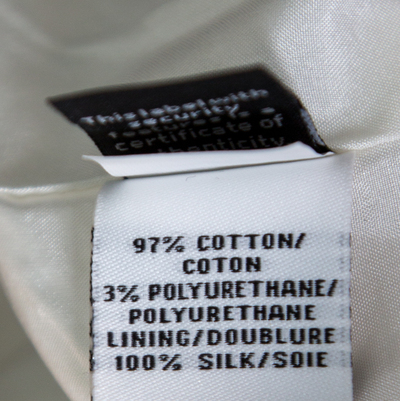 This label with
security
features
certificate of
authenticity
97% COTTON/
COTON
3% POLYURETHANE/
POLYURETHANE
LINING/DOUBLURE
100% SILK/SOIE